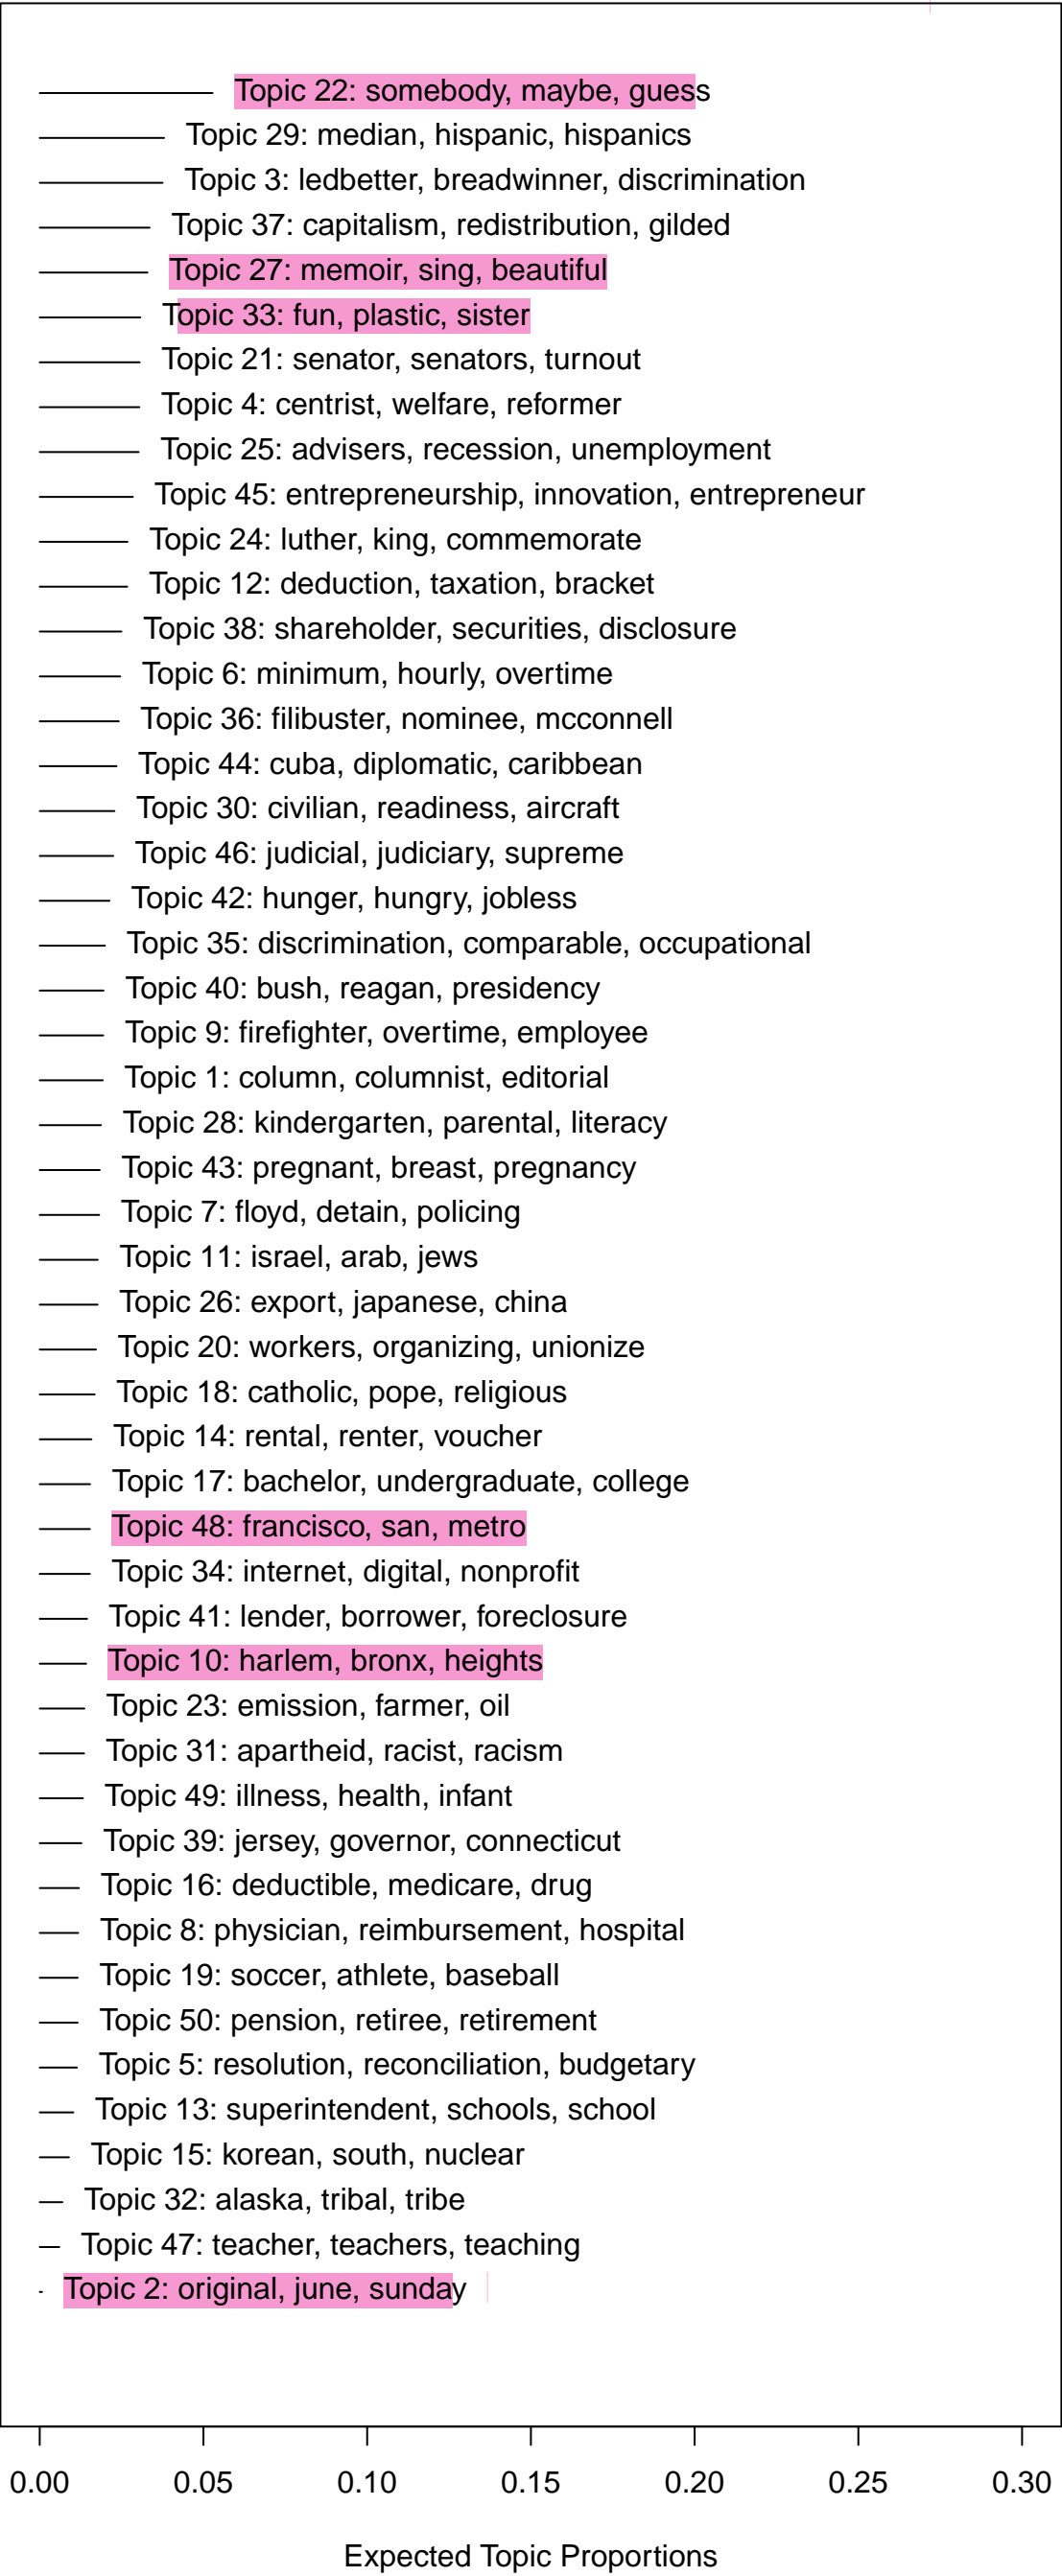 Topic 22: somebody, maybe, guess
Topic 29: median, hispanic, hispanics
Topic 3: ledbetter, breadwinner, discrimination
Topic 37: capitalism, redistribution, gilded
Topic 27: memoir, sing, beautiful
Topic 33: fun, plastic, sister
Topic 21: senator, senators, turnout
Topic 4: centrist, welfare, reformer
Topic 25: advisers, recession, unemployment
Topic 45: entrepreneurship, innovation, entrepreneur
Topic 24: luther, king, commemorate
Topic 12: deduction, taxation, bracket
Topic 38: shareholder, securities, disclosure
Topic 6: minimum, hourly, overtime
Topic 36: filibuster, nominee, mcconnell
Topic 44: cuba, diplomatic, caribbean
Topic 30: civilian, readiness, aircraft
Topic 46: judicial, judiciary, supreme
Topic 42: hunger, hungry, jobless
Topic 35: discrimination, comparable, occupational
Topic 40: bush, reagan, presidency
Topic 9: firefighter, overtime, employee
Topic 1: column, columnist, editorial
Topic 28: kindergarten, parental, literacy
Topic 43: pregnant, breast, pregnancy
Topic 7: floyd, detain, policing
Topic 11: israel, arab, jews
Topic 26: export, japanese, china
Topic 20: workers, organizing, unionize
Topic 18: catholic, pope, religious
Topic 14: rental, renter, voucher
Topic 17: bachelor, undergraduate, college
Topic 48: francisco, san, metro
Topic 34: internet, digital, nonprofit
Topic 41: lender, borrower, foreclosure
Topic 10: harlem, bronx, heights
Topic 23: emission, farmer, oil
Topic 31: apartheid, racist, racism
Topic 49: illness, health, infant
Topic 39: jersey, governor, connecticut
Topic 16: deductible, medicare, drug
Topic 8: physician, reimbursement, hospital
Topic 19: soccer, athlete, baseball
Topic 50: pension, retiree, retirement
Topic 5: resolution, reconciliation, budgetary
Topic 13: superintendent, schools, school
Topic 15: korean, south, nuclear
Topic 32: alaska, tribal, tribe
Topic 47: teacher, teachers, teaching
Topic 2: original, june, sunday
0.00 0.05 0.10 0.15 0.20 0.25 0.30
Expected Topic Proportions